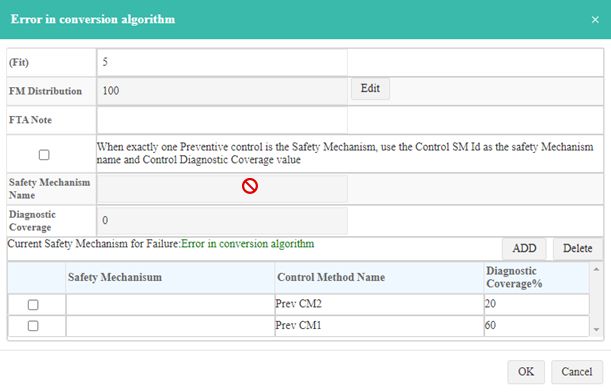 Error in conversion algorithm ×
(Fit) 5
FM Distribution 100 Edit
FTA Note
When exactly one Preventive control is the Safety Mechanism, use the Control SM Id as the safety Mechanism
name and Control Diagnostic Coverage value
Safety Mechanism
Name
Diagnostic
Coverage
0
Current Safety Mechanism for Failure:Error in conversion algorithm ADD Delete
Safety Mechanisum Control Method Name Diagnostic
Coverage%
Prev CM2 20
Prev CM1 60
OK Cancel